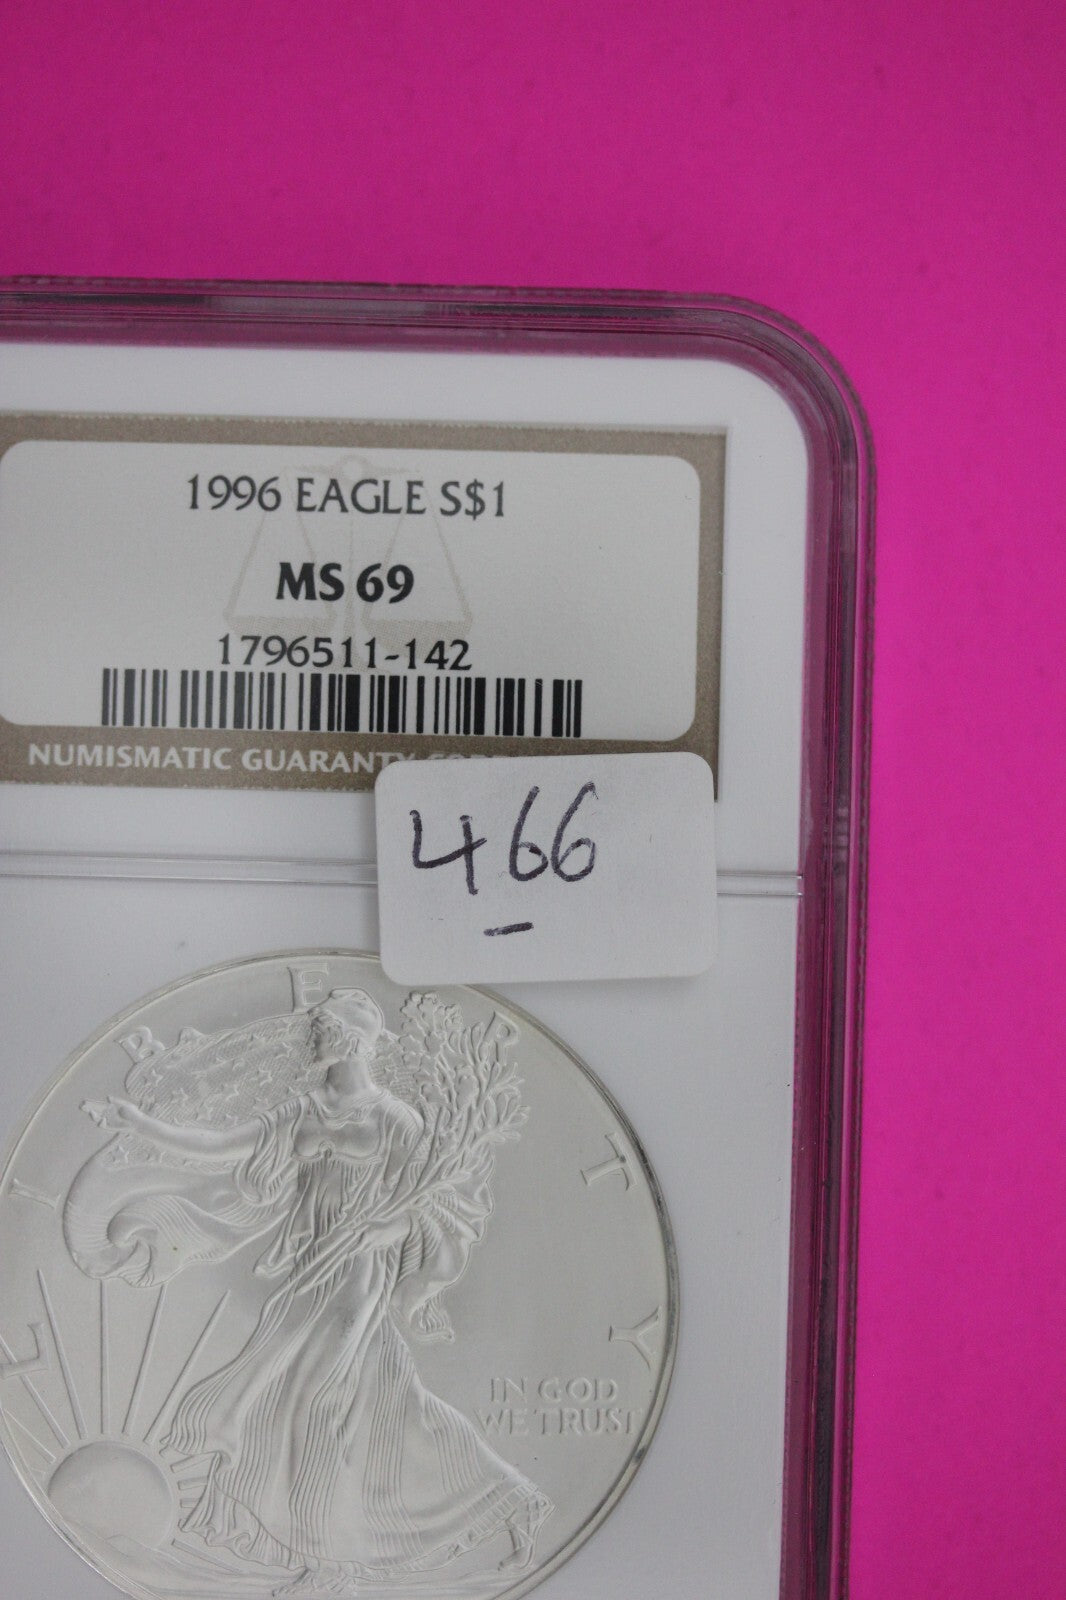 1996 EAGLE S$1
MS 69
1796511-142
NUMISMATIC GUARANTY
466
LIBERTY
IN GOD
WE TRUST